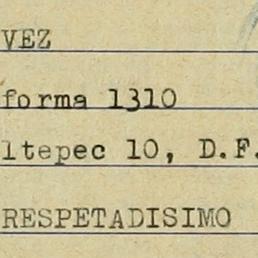 VEZ
forma 1310
ltepec 10, D.F.
RESPETADISIMO